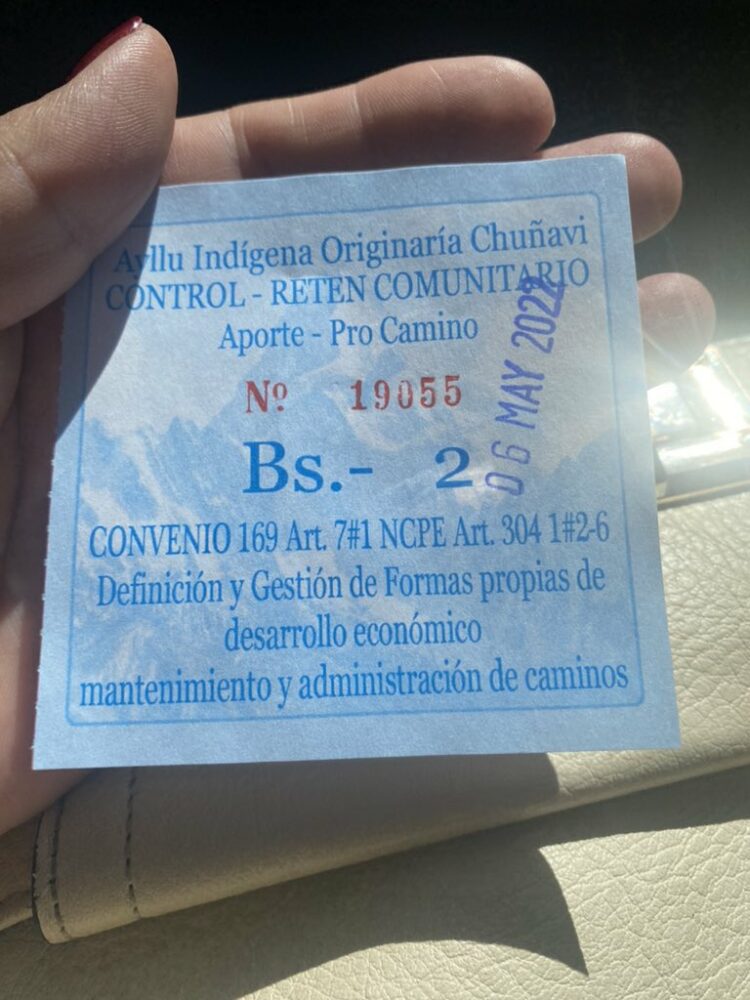 Ayllu Indígena Originaría Chuñavi
CONTROL - RETEN COMUNITARIO
Aporte - Pro Camino
Nº 19055
06 MAY 2022
Bs.- 2
CONVENIO 169 Art. 7#1 NCPE Art. 304 1#2-6
Definición y Gestión de Formas propias de
desarrollo económico
mantenimiento y administración de caminos